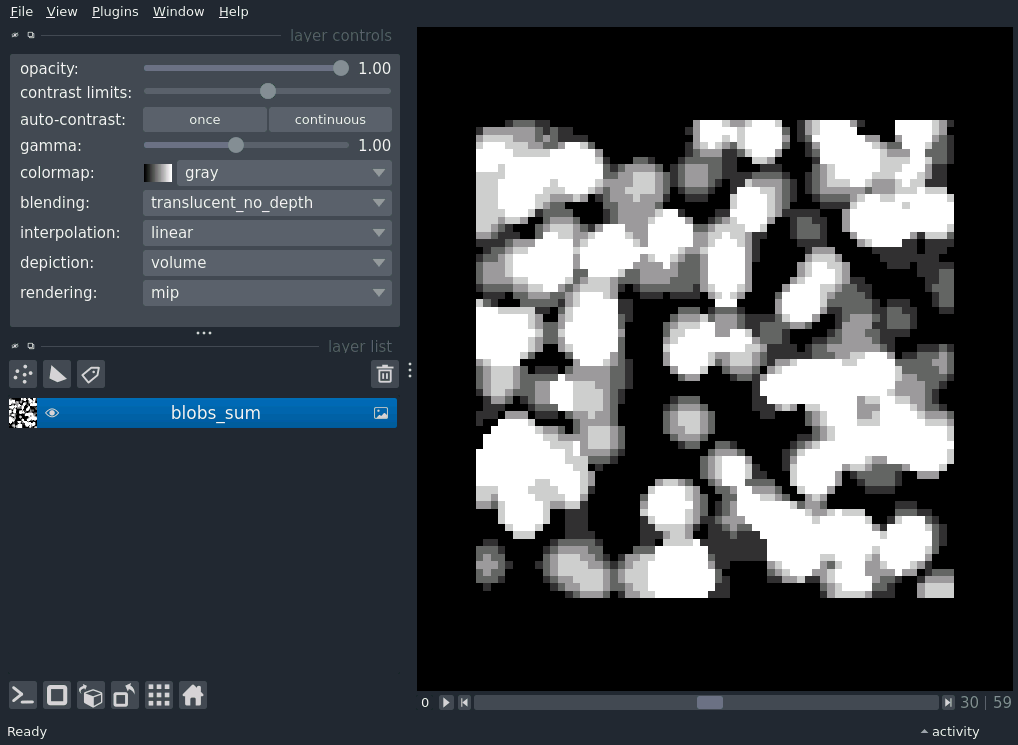 File View Plugins Window Help
layer controls
opacity: 1.00
contrast limits:
auto-contrast: once continuous
gamma: 1.00
colormap: gray
blending: translucent_no_depth
interpolation: linear
depiction: volume
rendering: mip
layer list
blobs_sum
0 30 | 59
Ready activity